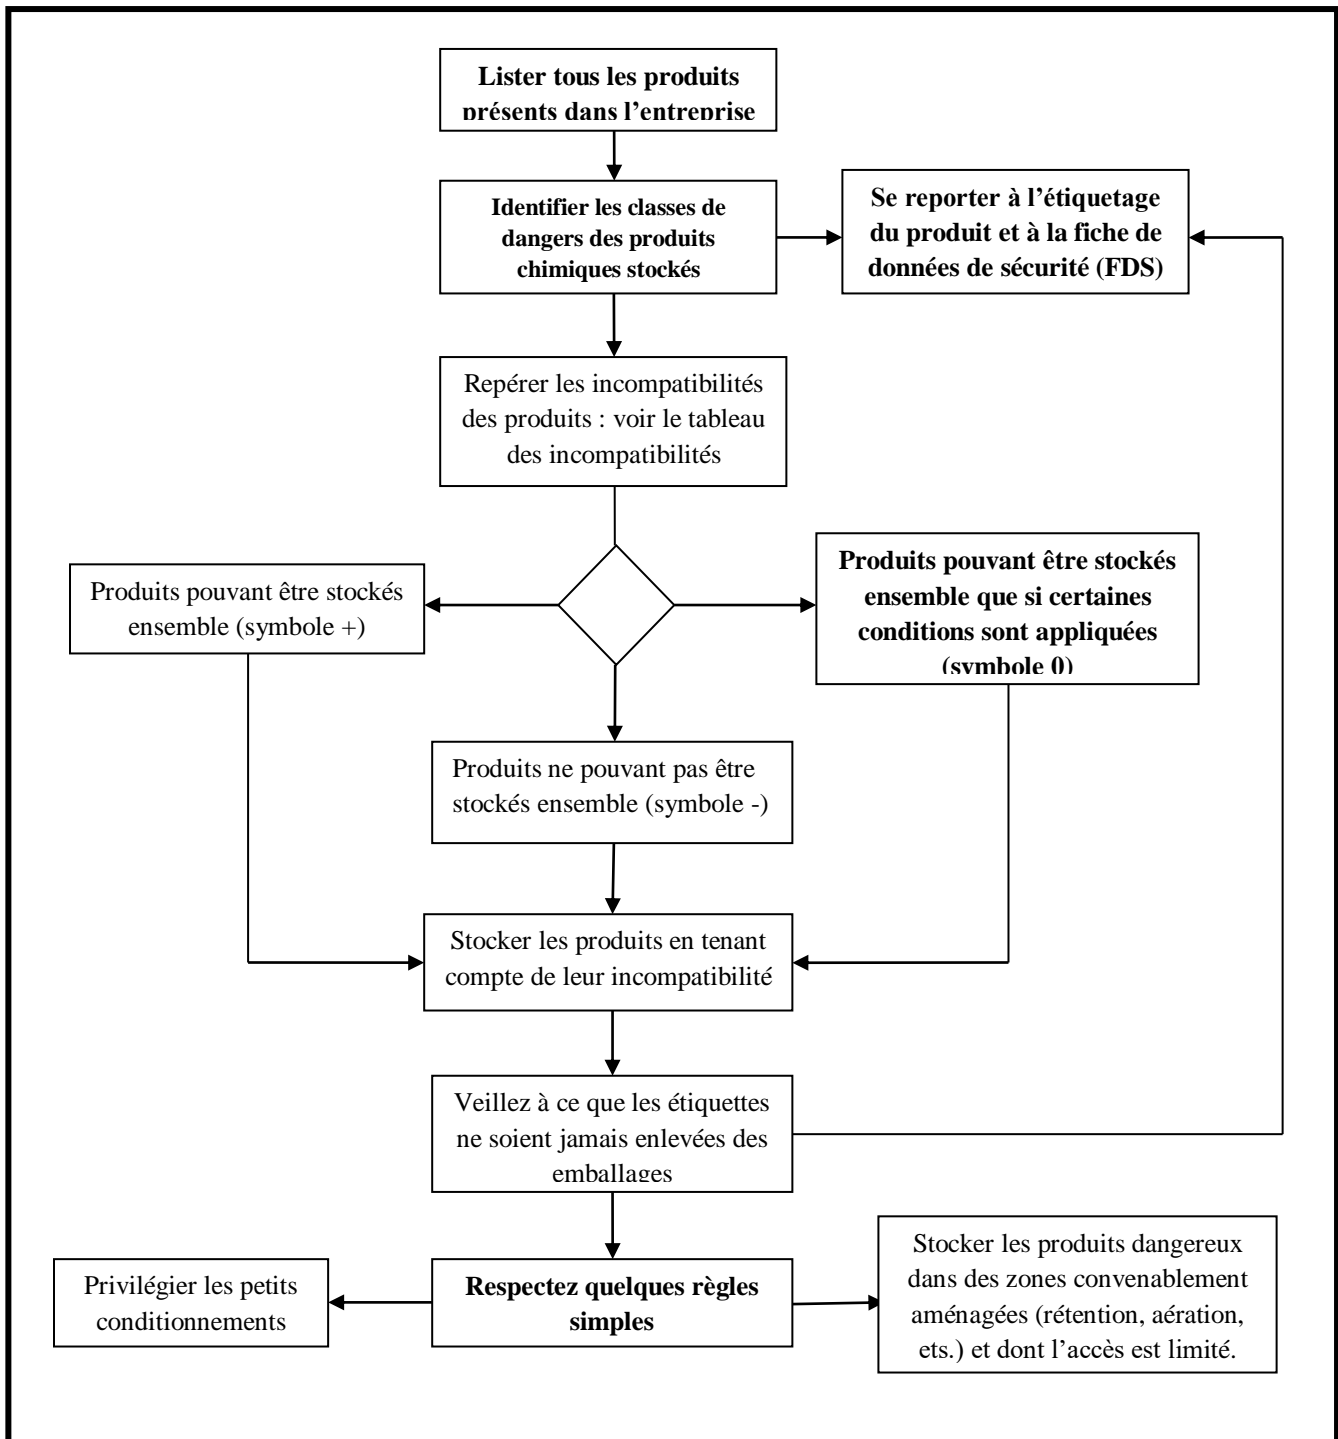 Lister tous les produits
présents dans l’entreprise
Identifier les classes de
dangers des produits
chimiques stockés
Se reporter à l’étiquetage
du produit et à la fiche de
données de sécurité (FDS)
Repérer les incompatibilités
des produits : voir le tableau
des incompatibilités
Produits pouvant être stockés
ensemble (symbole +)
Produits pouvant être stockés
ensemble que si certaines
conditions sont appliquées
(symbole 0)
Produits ne pouvant pas être
stockés ensemble (symbole -)
Stocker les produits en tenant
compte de leur incompatibilité
Veillez à ce que les étiquettes
ne soient jamais enlevées des
emballages
Privilégier les petits
conditionnements
Respectez quelques règles
simples
Stocker les produits dangereux
dans des zones convenablement
aménagées (rétention, aération,
ets.) et dont l’accès est limité.